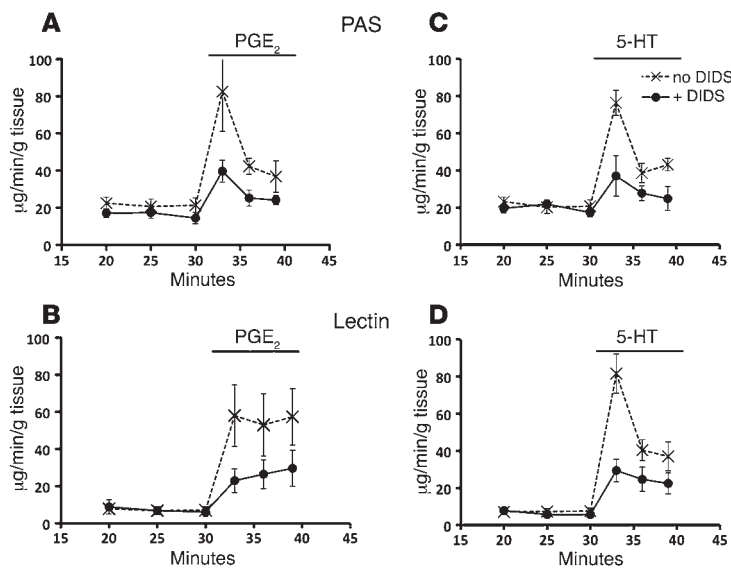 A
PGE2
PAS
μg/min/g tissue
100
80
60
40
20
0
15 20 25 30 35 40 45
Minutes
C
5-HT
no DIDS
+ DIDS
μg/min/g tissue
100
80
60
40
20
0
15 20 25 30 35 40 45
Minutes
B
PGE2
Lectin
μg/min/g tissue
100
80
60
40
20
0
15 20 25 30 35 40 45
Minutes
D
5-HT
μg/min/g tissue
100
80
60
40
20
0
15 20 25 30 35 40 45
Minutes